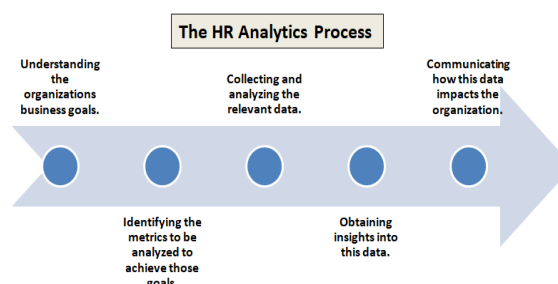 The HR Analytics Process
Understanding
the
organizations
business goals.
Identifying the
metrics to be
analyzed to
achieve those
goals
Collecting and
analyzing the
relevant data.
Obtaining
insights into
this data.
Communicating
how this data
impacts the
organization.